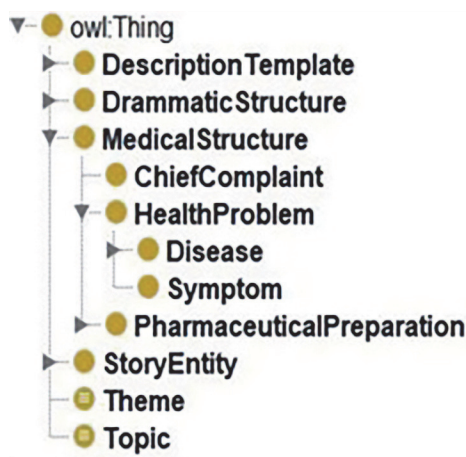 owl:Thing
DescriptionTemplate
DrammaticStructure
MedicalStructure
ChiefComplaint
HealthProblem
Disease
Symptom
PharmaceuticalPreparation
StoryEntity
Theme
Topic